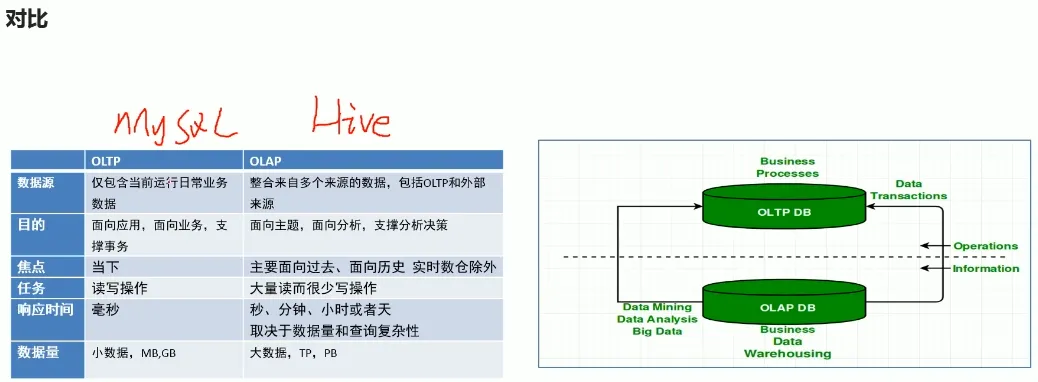 对比
MySQL Hive
OLTP OLAP
数据源 仅包含当前运行日常业务数据 整合来自多个来源的数据，包括OLTP和外部来源
目的 面向应用，面向业务，支撑事务 面向主题，面向分析，支撑分析决策
焦点 当下 主要面向过去、面向历史 实时数仓除外
任务 读写操作 大量读而很少写操作
响应时间 毫秒 秒、分钟、小时或者天
取决于数据量和查询复杂性
数据量 小数据，MB,GB 大数据，TP，PB
Business
Processes
OLTP DB
Data
Transactions
Operations
Information
OLAP DB
Data Mining
Data Analysis
Big Data
Business
Data
Warehousing